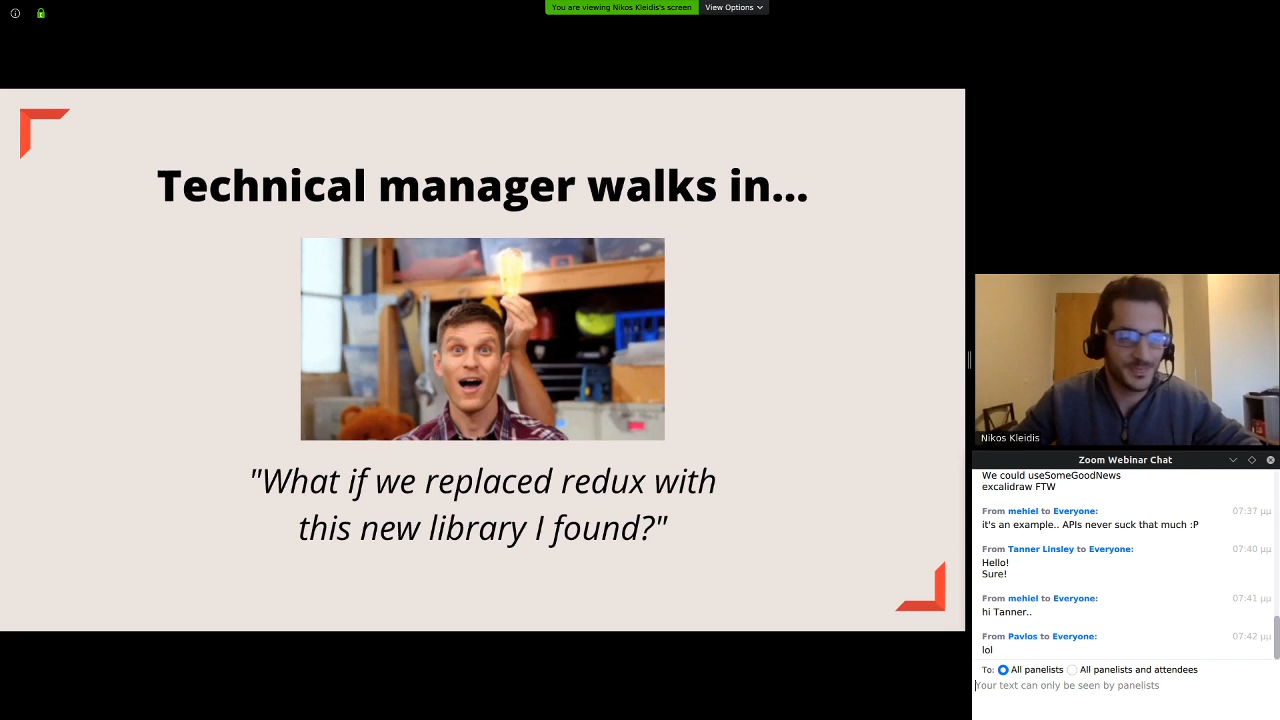 You are viewing Nikos Kleidis's screen
View Options
Technical manager walks in...
"What if we replaced redux with
this new library I found?"
Nikos Kleidis
Zoom Webinar Chat
We could useSomeGoodNews
excalidraw FTW
From mehiel to Everyone: 07:37 μμ
it's an example.. APIs never suck that much :P
From Tanner Linsley to Everyone: 07:40 μμ
Hello!
Sure!
From mehiel to Everyone: 07:41 μμ
hi Tanner..
From Pavlos to Everyone: 07:42 μμ
lol
To: All panelists All panelists and attendees
Your text can only be seen by panelists